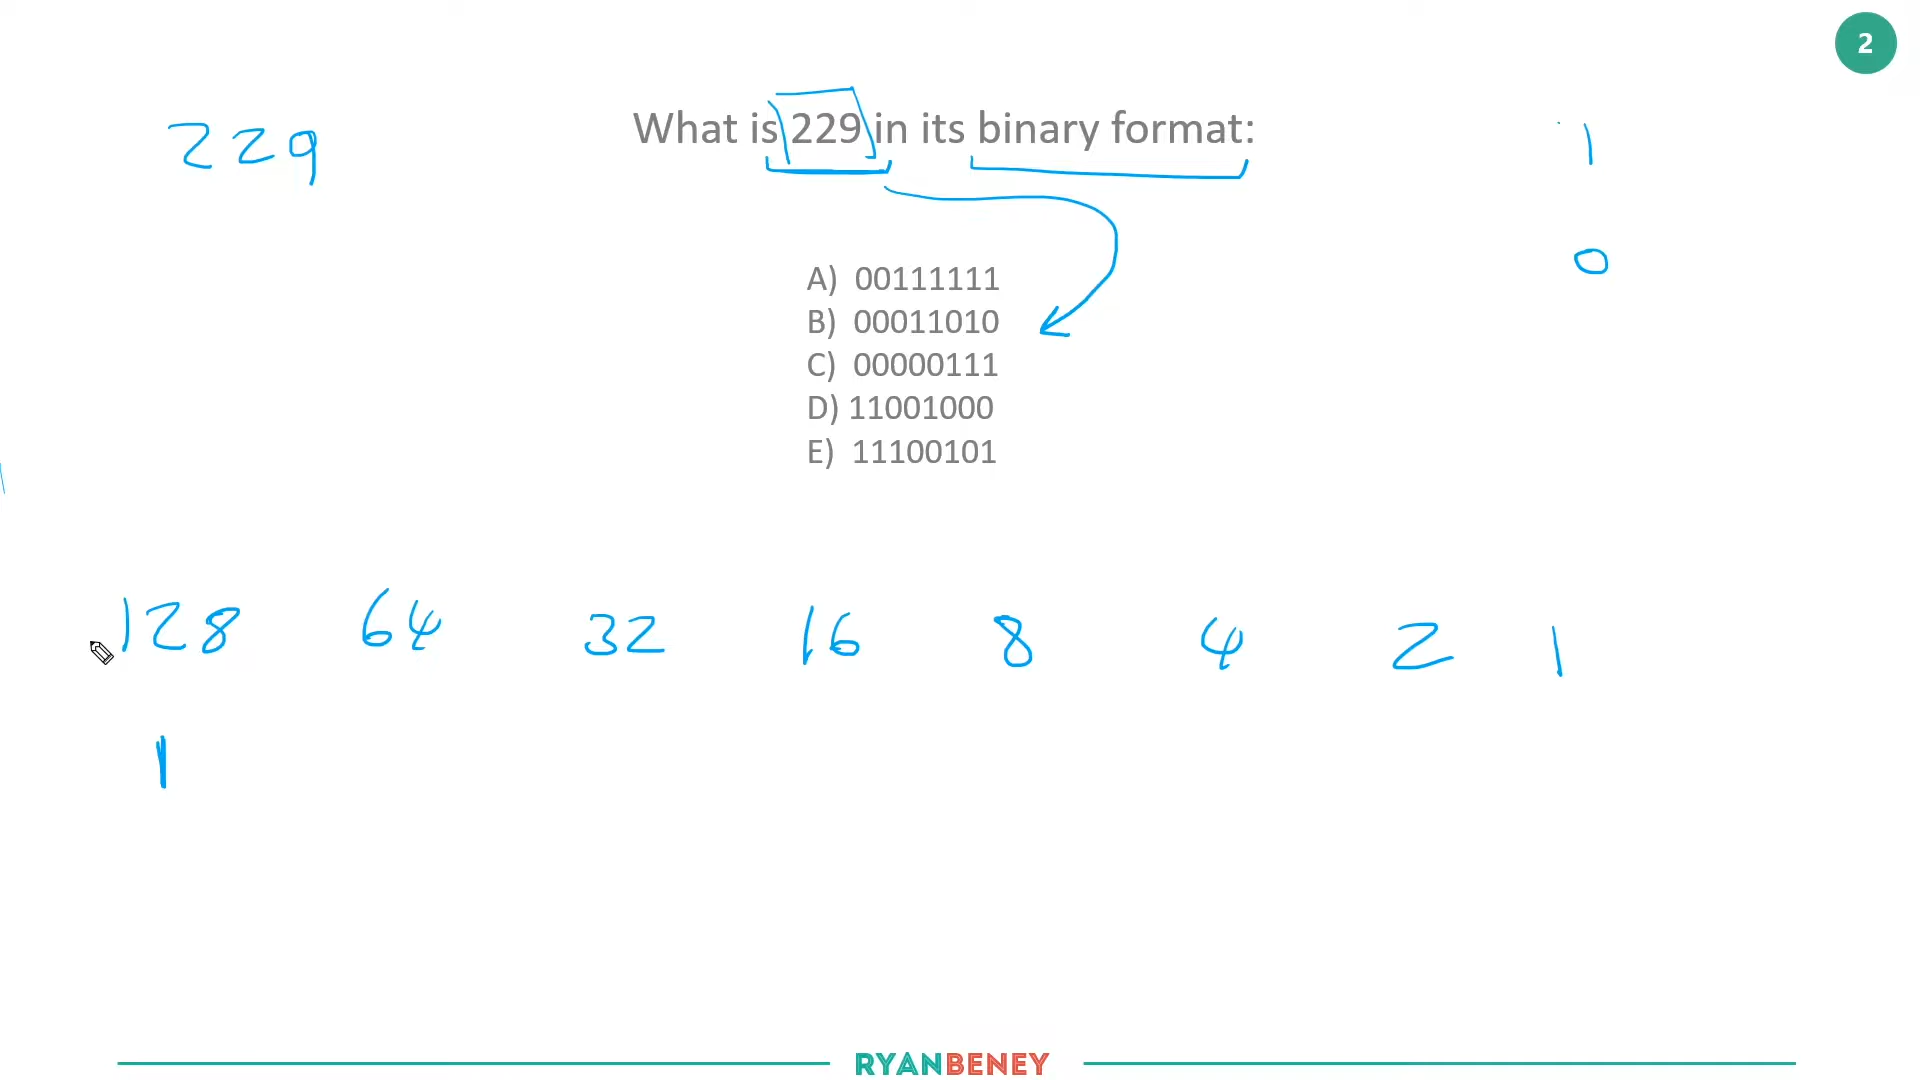 2
229
What is 229 in its binary format:
1
0
A) 00111111
B) 00011010
C) 00000111
D) 11001000
E) 11100101
128 64 32 16 8 4 2 1
1
RYANBENEY